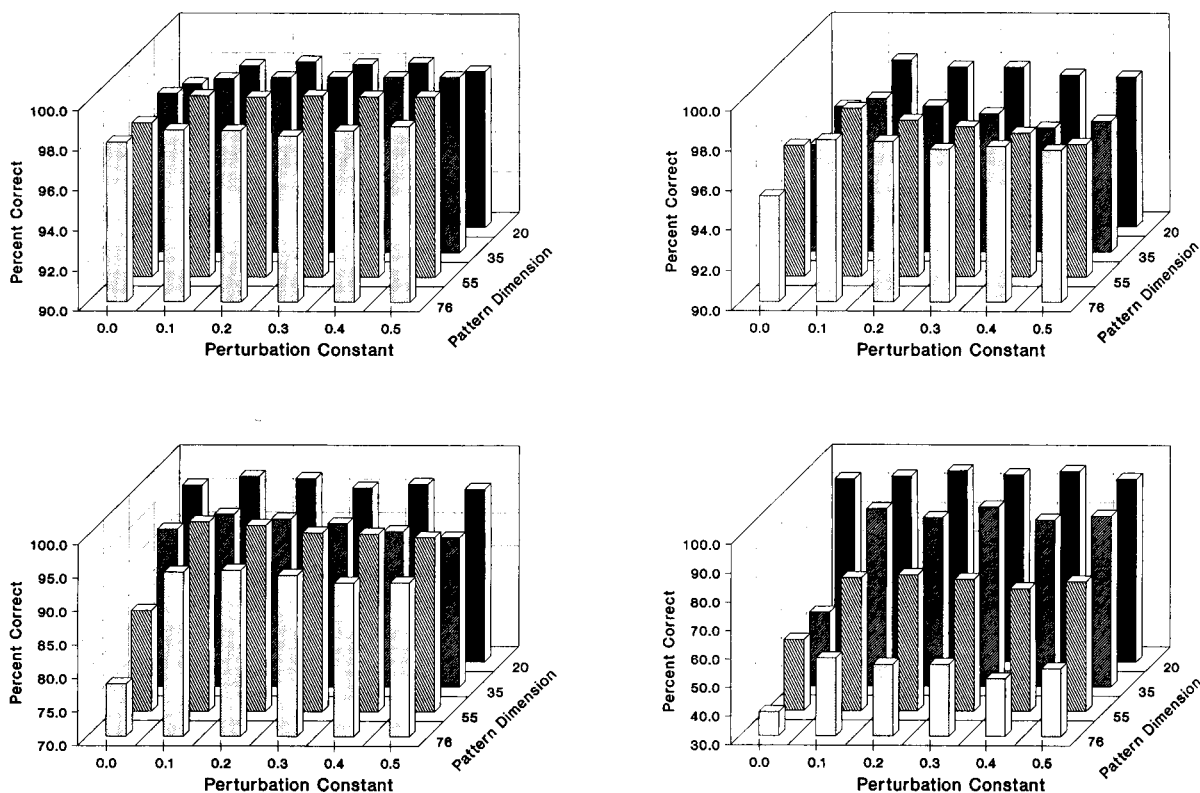 100.0
98.0
96.0
94.0
92.0
90.0
Percent Correct
0.0 0.1 0.2 0.3 0.4 0.5
Perturbation Constant
20
35
55
76
Pattern Dimension
100.0
98.0
96.0
94.0
92.0
90.0
Percent Correct
0.0 0.1 0.2 0.3 0.4 0.5
Perturbation Constant
20
35
55
76
Pattern Dimension
100.0
95.0
90.0
85.0
80.0
75.0
70.0
Percent Correct
0.0 0.1 0.2 0.3 0.4 0.5
Perturbation Constant
20
35
55
76
Pattern Dimension
100.0
90.0
80.0
70.0
60.0
50.0
40.0
30.0
Percent Correct
0.0 0.1 0.2 0.3 0.4 0.5
Perturbation Constant
20
35
55
76
Pattern Dimension